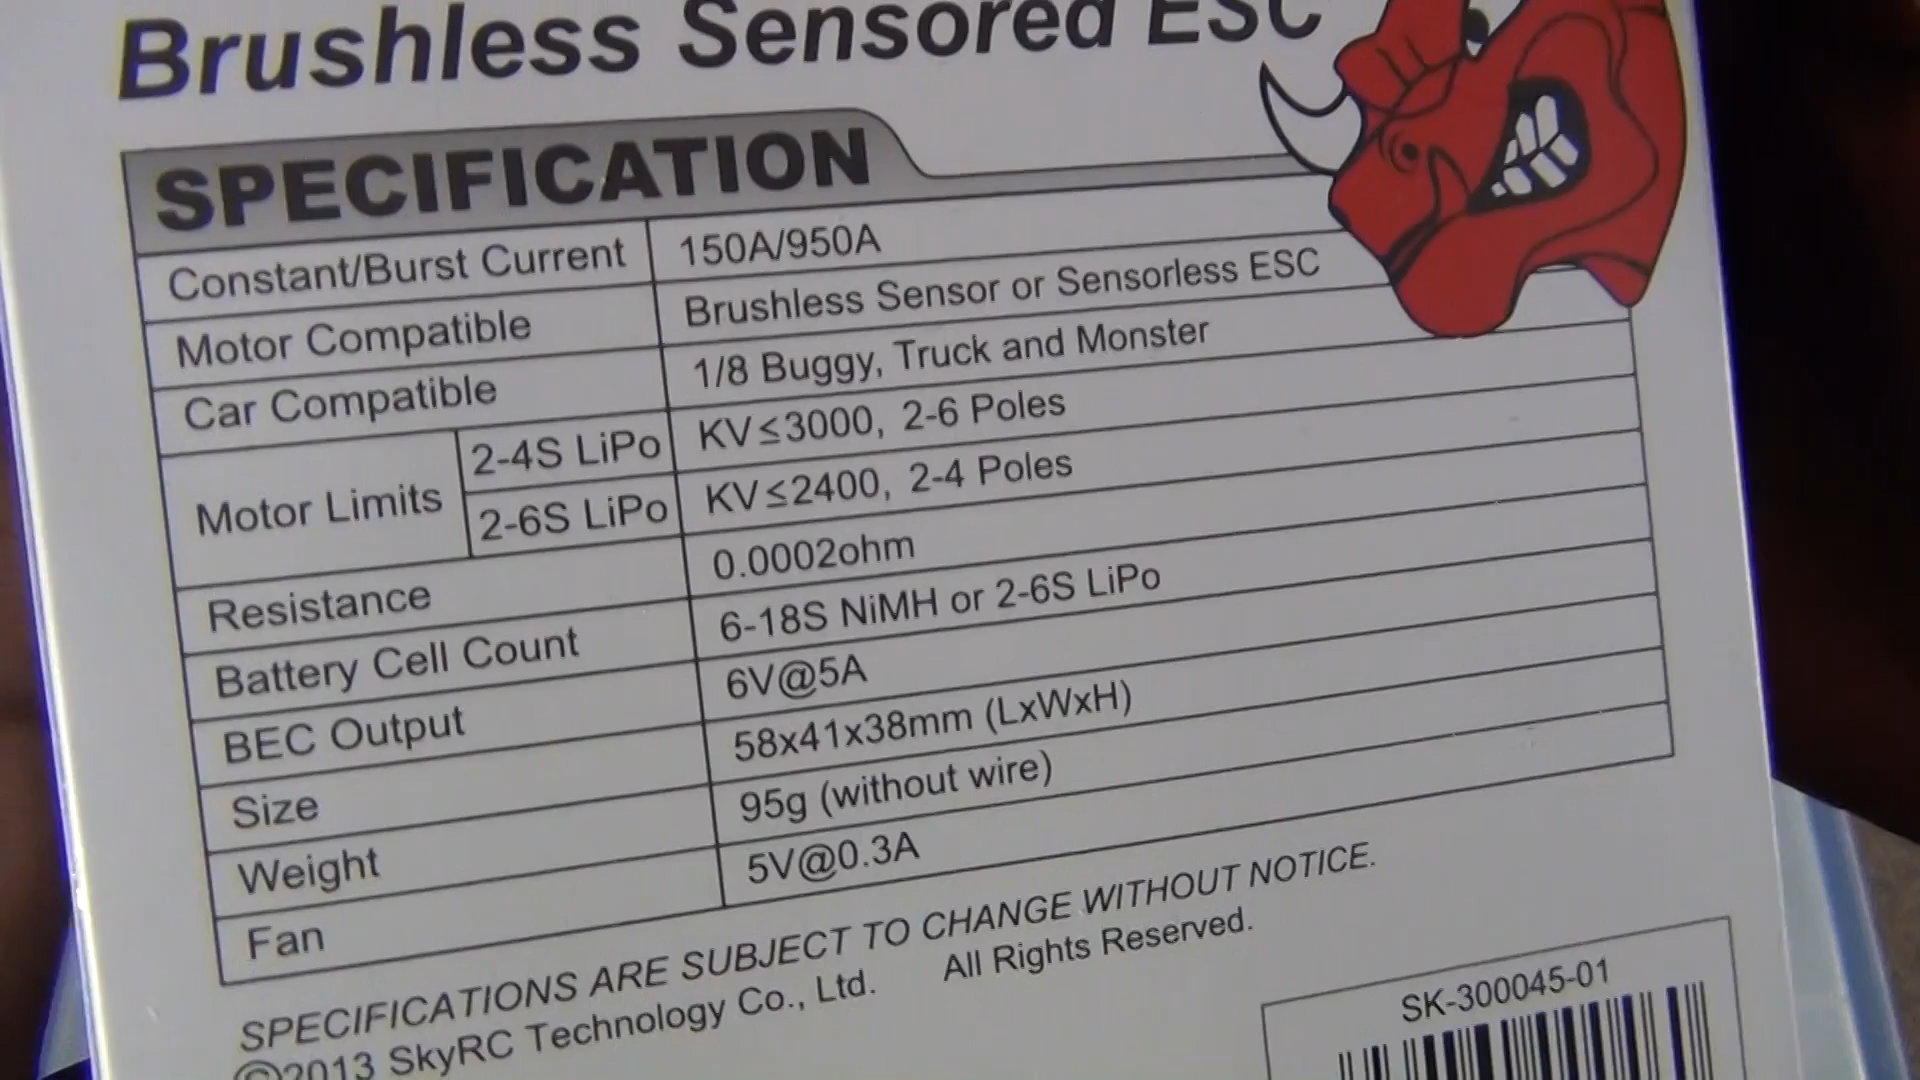 Brushless Sensored ESC
SPECIFICATION
Constant/Burst Current 150A/950A
Motor Compatible Brushless Sensor or Sensorless ESC
Car Compatible 1/8 Buggy, Truck and Monster
Motor Limits 2-4S LiPo KV≤3000, 2-6 Poles
2-6S LiPo KV≤2400, 2-4 Poles
Resistance 0.0002ohm
Battery Cell Count 6-18S NiMH or 2-6S LiPo
BEC Output 6V@5A
Size 58x41x38mm (LxWxH)
Weight 95g (without wire)
Fan 5V@0.3A
SPECIFICATIONS ARE SUBJECT TO CHANGE WITHOUT NOTICE.
©2013 SkyRC Technology Co., Ltd. All Rights Reserved.
SK-300045-01